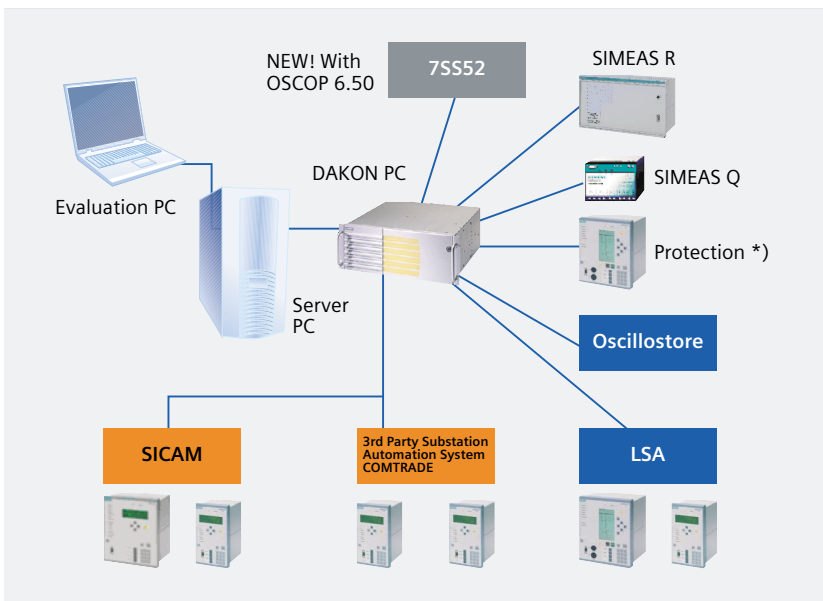 NEW! With
OSCOP 6.50
7SS52
SIMEAS R
DAKON PC
SIMEAS Q
Evaluation PC
Protection *)
Server
PC
Oscillostore
SICAM
3rd Party Substation
Automation System
COMTRADE
LSA